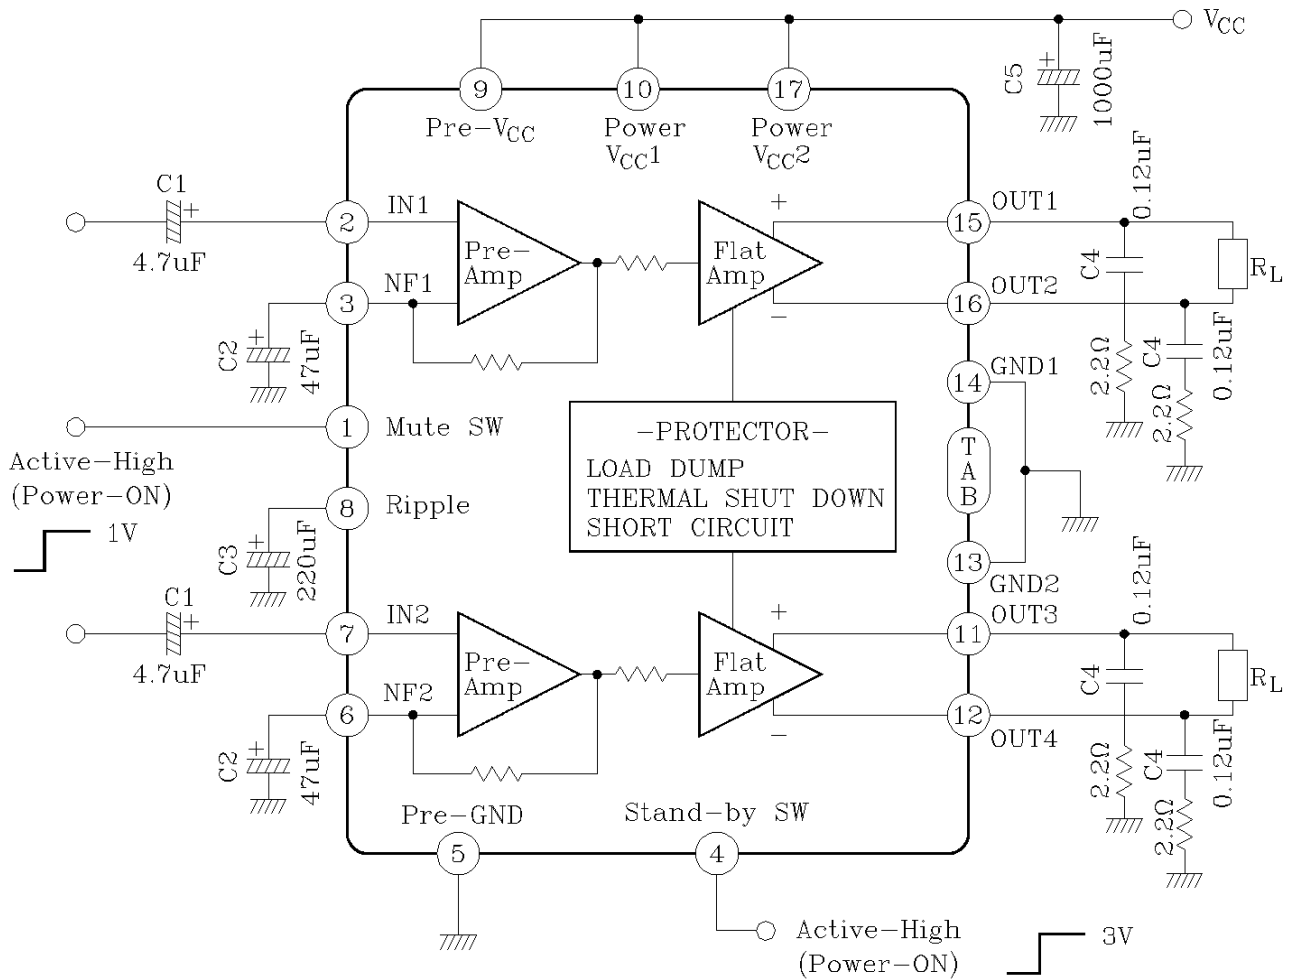 VCC
C5
1000uF
9
10
17
Pre-VCC
Power
VCC1
Power
VCC2
C1
4.7uF
2
IN1
Pre-
Amp
Flat
Amp
+
-
15
OUT1
0.12uF
C4
RL
3
NF1
16
OUT2
C2
47uF
2.2Ω
C4
0.12uF
2.2Ω
14
GND1
1
Mute SW
Active-High
(Power-ON)
1V
-PROTECTOR-
LOAD DUMP
THERMAL SHUT DOWN
SHORT CIRCUIT
TAB
8
Ripple
C3
220uF
13
GND2
C1
4.7uF
7
IN2
Pre-
Amp
Flat
Amp
+
-
11
OUT3
0.12uF
C4
RL
6
NF2
12
OUT4
C2
47uF
2.2Ω
C4
0.12uF
2.2Ω
Pre-GND
5
Stand-by SW
4
Active-High
(Power-ON)
3V
+
+
+
+
+
+